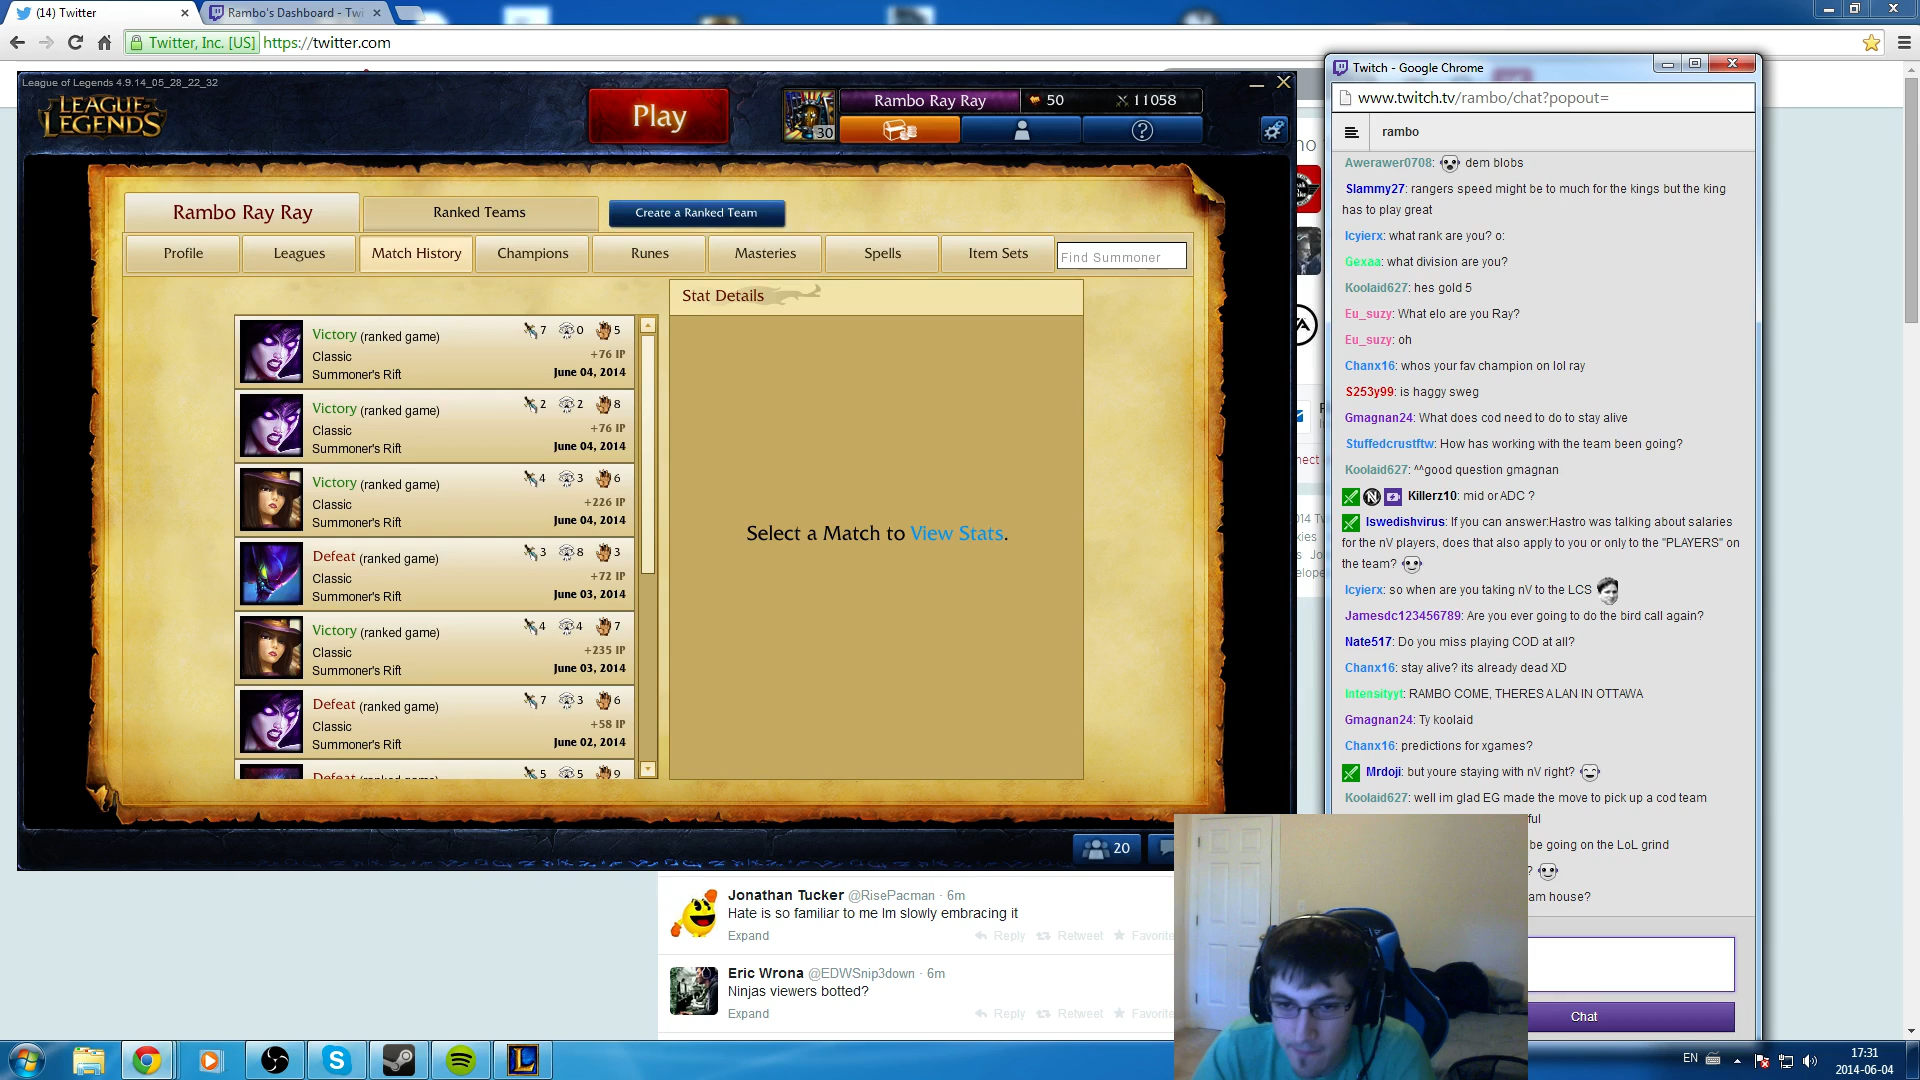 (14) Twitter
Rambo's Dashboard - Twi
Twitter, Inc. [US] https://twitter.com
League of Legends 4.9.14_05_28_22_32
LEAGUE OF LEGENDS
Play
30
Rambo Ray Ray
50
11058
Rambo Ray Ray
Ranked Teams
Create a Ranked Team
Profile
Leagues
Match History
Champions
Runes
Masteries
Spells
Item Sets
Find Summoner
Victory (ranked game) 7 0 5
Classic +76 IP
Summoner's Rift June 04, 2014
Victory (ranked game) 2 2 8
Classic +76 IP
Summoner's Rift June 04, 2014
Victory (ranked game) 4 3 6
Classic +226 IP
Summoner's Rift June 04, 2014
Defeat (ranked game) 3 8 3
Classic +72 IP
Summoner's Rift June 03, 2014
Victory (ranked game) 4 4 7
Classic +235 IP
Summoner's Rift June 03, 2014
Defeat (ranked game) 7 3 6
Classic +58 IP
Summoner's Rift June 02, 2014
Defeat (ranked game) 5 5 9
Stat Details
Select a Match to View Stats.
20
Jonathan Tucker @RisePacman · 6m
Hate is so familiar to me Im slowly embracing it
Expand Reply Retweet Favorite
Eric Wrona @EDWSnip3down · 6m
Ninjas viewers botted?
Expand Reply Retweet Favorite
Twitch - Google Chrome
www.twitch.tv/rambo/chat?popout=
rambo
Awerawer0708: dem blobs
Slammy27: rangers speed might be to much for the kings but the king
has to play great
Icyierx: what rank are you? o:
Gexaa: what division are you?
Koolaid627: hes gold 5
Eu_suzy: What elo are you Ray?
Eu_suzy: oh
Chanx16: whos your fav champion on lol ray
S253y99: is haggy sweg
Gmagnan24: What does cod need to do to stay alive
Stuffedcrustftw: How has working with the team been going?
Koolaid627: ^^good question gmagnan
Killerz10: mid or ADC ?
Iswedishvirus: If you can answer:Hastro was talking about salaries
for the nV players, does that also apply to you or only to the "PLAYERS" on
the team?
Icyierx: so when are you taking nV to the LCS
Jamesdc123456789: Are you ever going to do the bird call again?
Nate517: Do you miss playing COD at all?
Chanx16: stay alive? its already dead XD
Intensityyt: RAMBO COME, THERES A LAN IN OTTAWA
Gmagnan24: Ty koolaid
Chanx16: predictions for xgames?
Mrdoji: but youre staying with nV right?
Koolaid627: well im glad EG made the move to pick up a cod team
ful
be going on the LoL grind
?
am house?
Chat
EN
17:31
2014-06-04